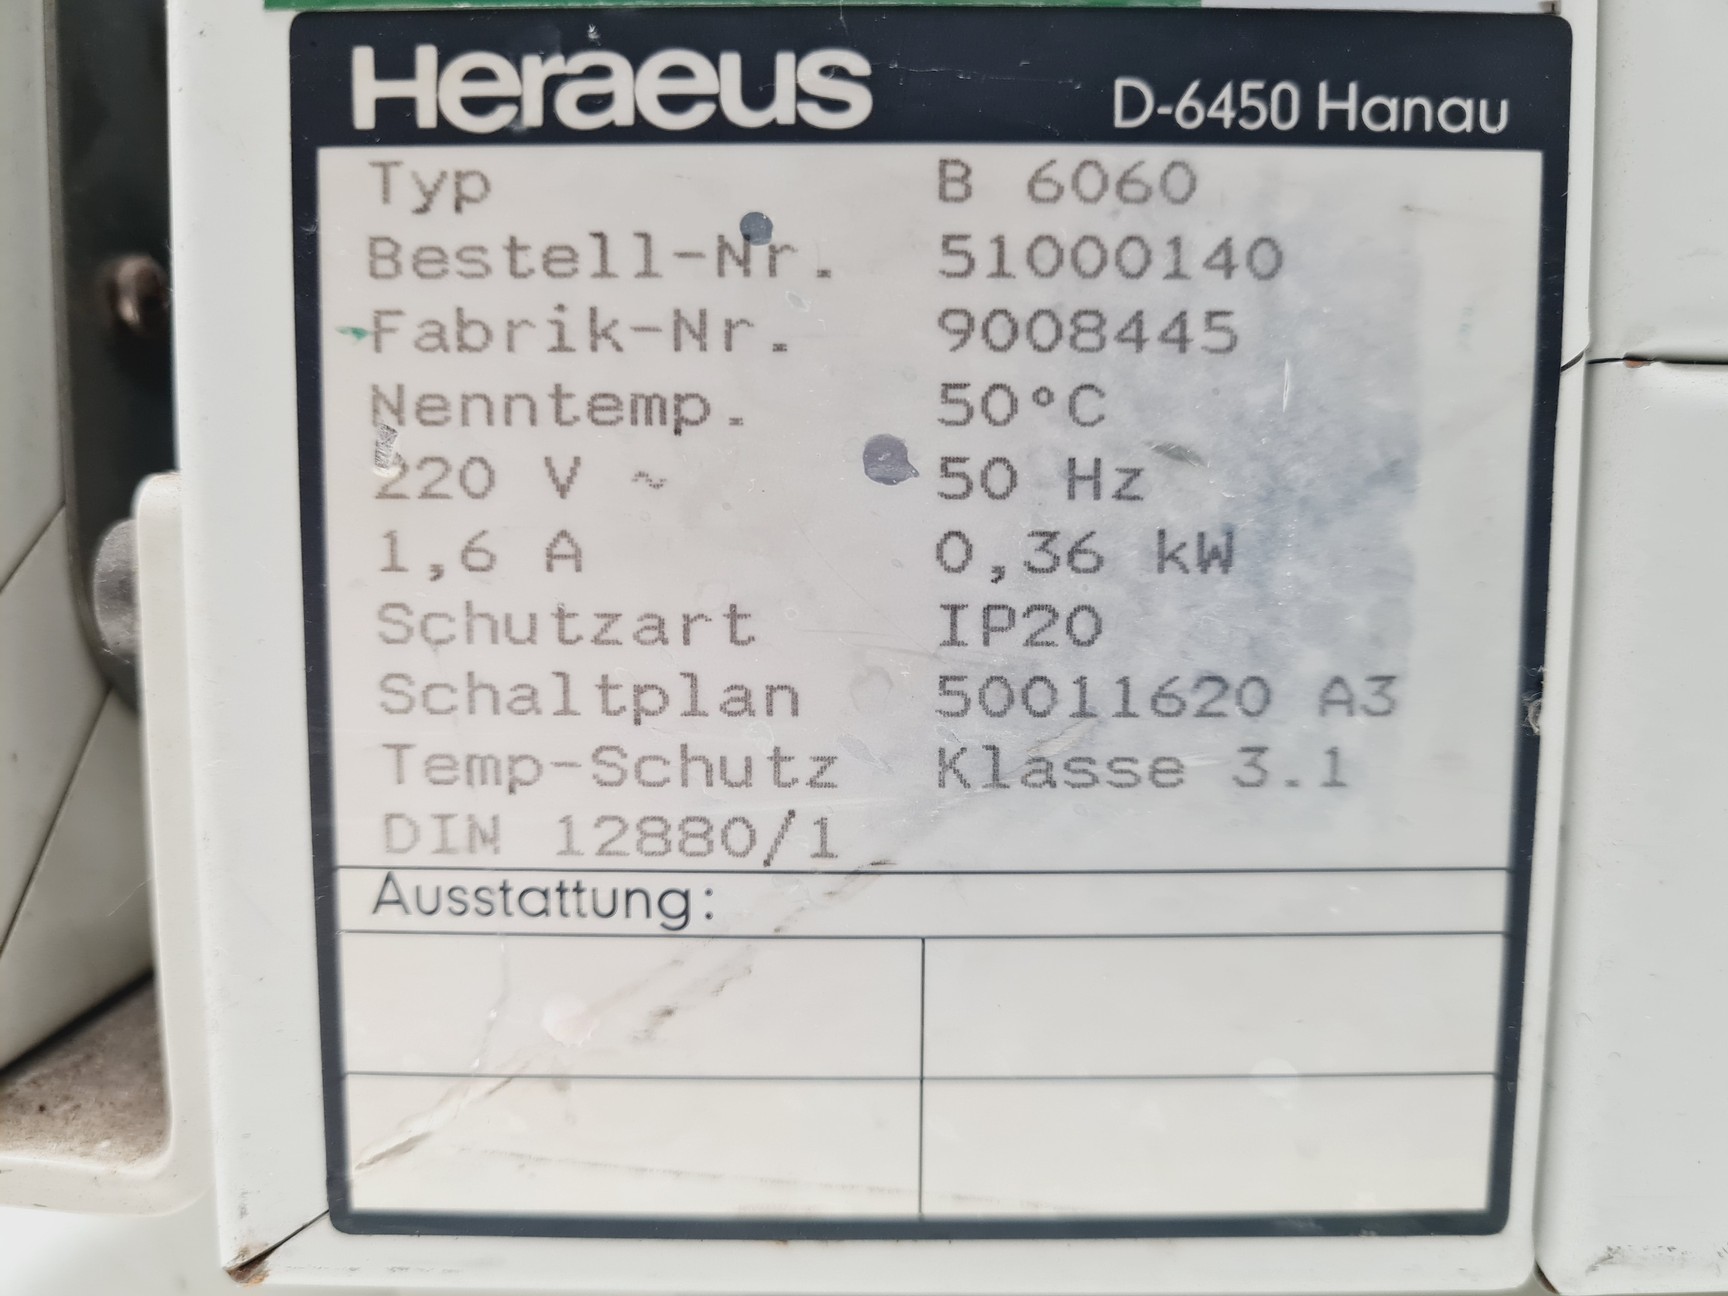 Heraeus D-6450 Hanau
Typ B 6060
Bestell-Nr. 51000140
Fabrik-Nr. 9008445
Nenntemp. 50°C
220 V ~ 50 Hz
1,6 A 0,36 kW
Schutzart IP20
Schaltplan 50011620 A3
Temp-Schutz Klasse 3.1
DIN 12880/1
Ausstattung: